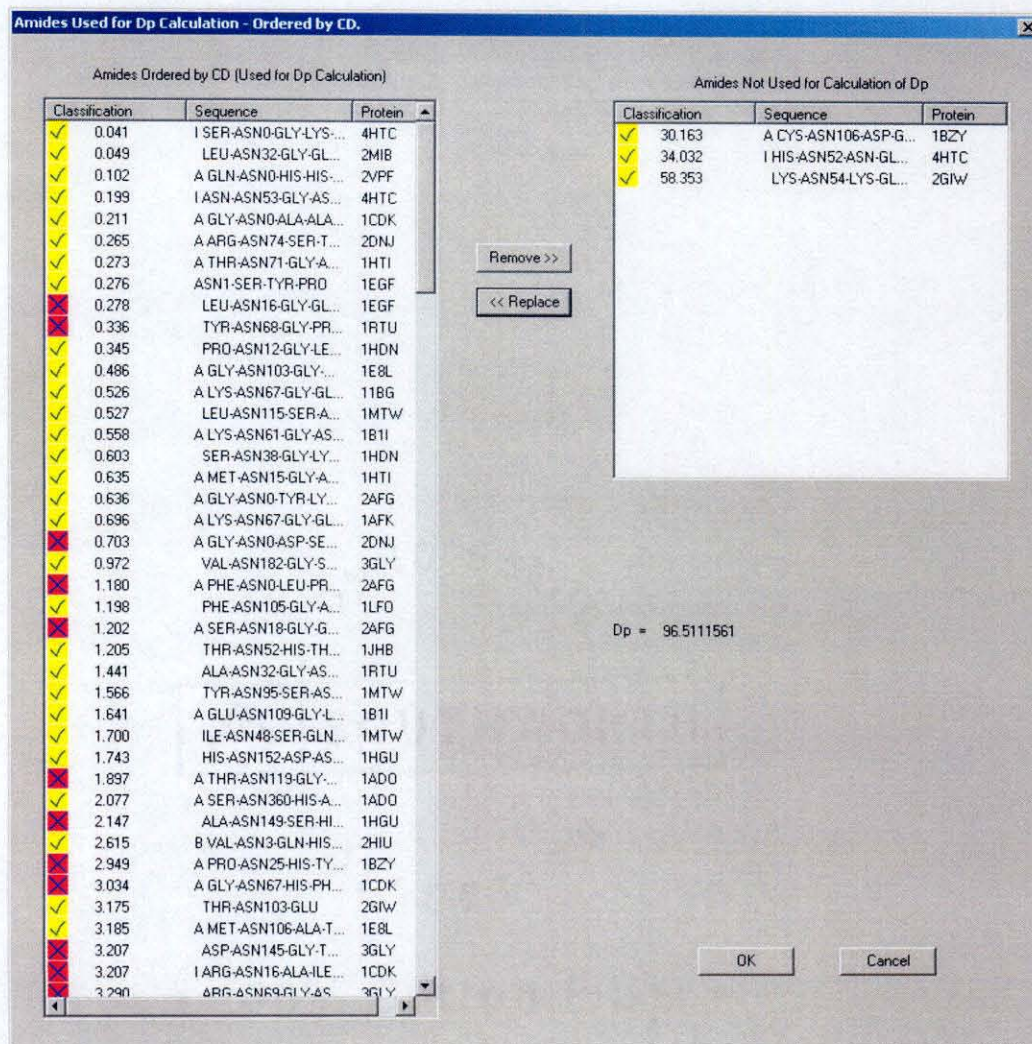 Amides Used for Dp Calculation - Ordered by CD.
Amides Ordered by CD (Used for Dp Calculation)
Classification Sequence Protein
0.041 I SER-ASN0-GLY-LYS-... 4HTC
0.049 LEU-ASN32-GLY-GL... 2MIB
0.102 A GLN-ASN0-HIS-HIS-... 2VPF
0.199 I ASN-ASN53-GLY-AS... 4HTC
0.211 A GLY-ASN0-ALA-ALA... 1CDK
0.265 A ARG-ASN74-SER-T... 2DNJ
0.273 A THR-ASN71-GLY-A... 1HTI
0.276 ASN1-SER-TYR-PRO 1EGF
0.278 LEU-ASN16-GLY-GL... 1EGF
0.336 TYR-ASN68-GLY-PR... 1RTU
0.345 PRO-ASN12-GLY-LE... 1HDN
0.486 A GLY-ASN103-GLY-... 1E8L
0.526 A LYS-ASN67-GLY-GL... 11BG
0.527 LEU-ASN115-SER-A... 1MTW
0.558 A LYS-ASN61-GLY-AS... 1B1I
0.603 SER-ASN38-GLY-LY... 1HDN
0.635 A MET-ASN15-GLY-A... 1HTI
0.636 A GLY-ASN0-TYR-LY... 2AFG
0.696 A LYS-ASN67-GLY-GL... 1AFK
0.703 A GLY-ASN0-ASP-SE... 2DNJ
0.972 VAL-ASN182-GLY-S... 3GLY
1.180 A PHE-ASN0-LEU-PR... 2AFG
1.198 PHE-ASN105-GLY-A... 1LFO
1.202 A SER-ASN18-GLY-G... 2AFG
1.205 THR-ASN52-HIS-TH... 1JHB
1.441 ALA-ASN32-GLY-AS... 1RTU
1.566 TYR-ASN95-SER-AS... 1MTW
1.641 A GLU-ASN109-GLY-L... 1B1I
1.700 ILE-ASN48-SER-GLN... 1MTW
1.743 HIS-ASN152-ASP-AS... 1HGU
1.897 A THR-ASN119-GLY-... 1ADO
2.077 A SER-ASN360-HIS-A... 1ADO
2.147 ALA-ASN149-SER-HI... 1HGU
2.615 B VAL-ASN3-GLN-HIS... 2HIU
2.949 A PRO-ASN25-HIS-TY... 1BZY
3.034 A GLY-ASN67-HIS-PH... 1CDK
3.175 THR-ASN103-GLU 2GIW
3.185 A MET-ASN106-ALA-T... 1E8L
3.207 ASP-ASN145-GLY-T... 3GLY
3.207 I ARG-ASN16-ALA-ILE... 1CDK
3.290 ARG-ASN69-GLY-AS... 3GLY
Remove >>
<< Replace
Amides Not Used for Calculation of Dp
Classification Sequence Protein
30.163 A CYS-ASN106-ASP-G... 1BZY
34.032 I HIS-ASN52-ASN-GL... 4HTC
58.353 LYS-ASN54-LYS-GL... 2GIW
Dp = 96.5111561
OK Cancel